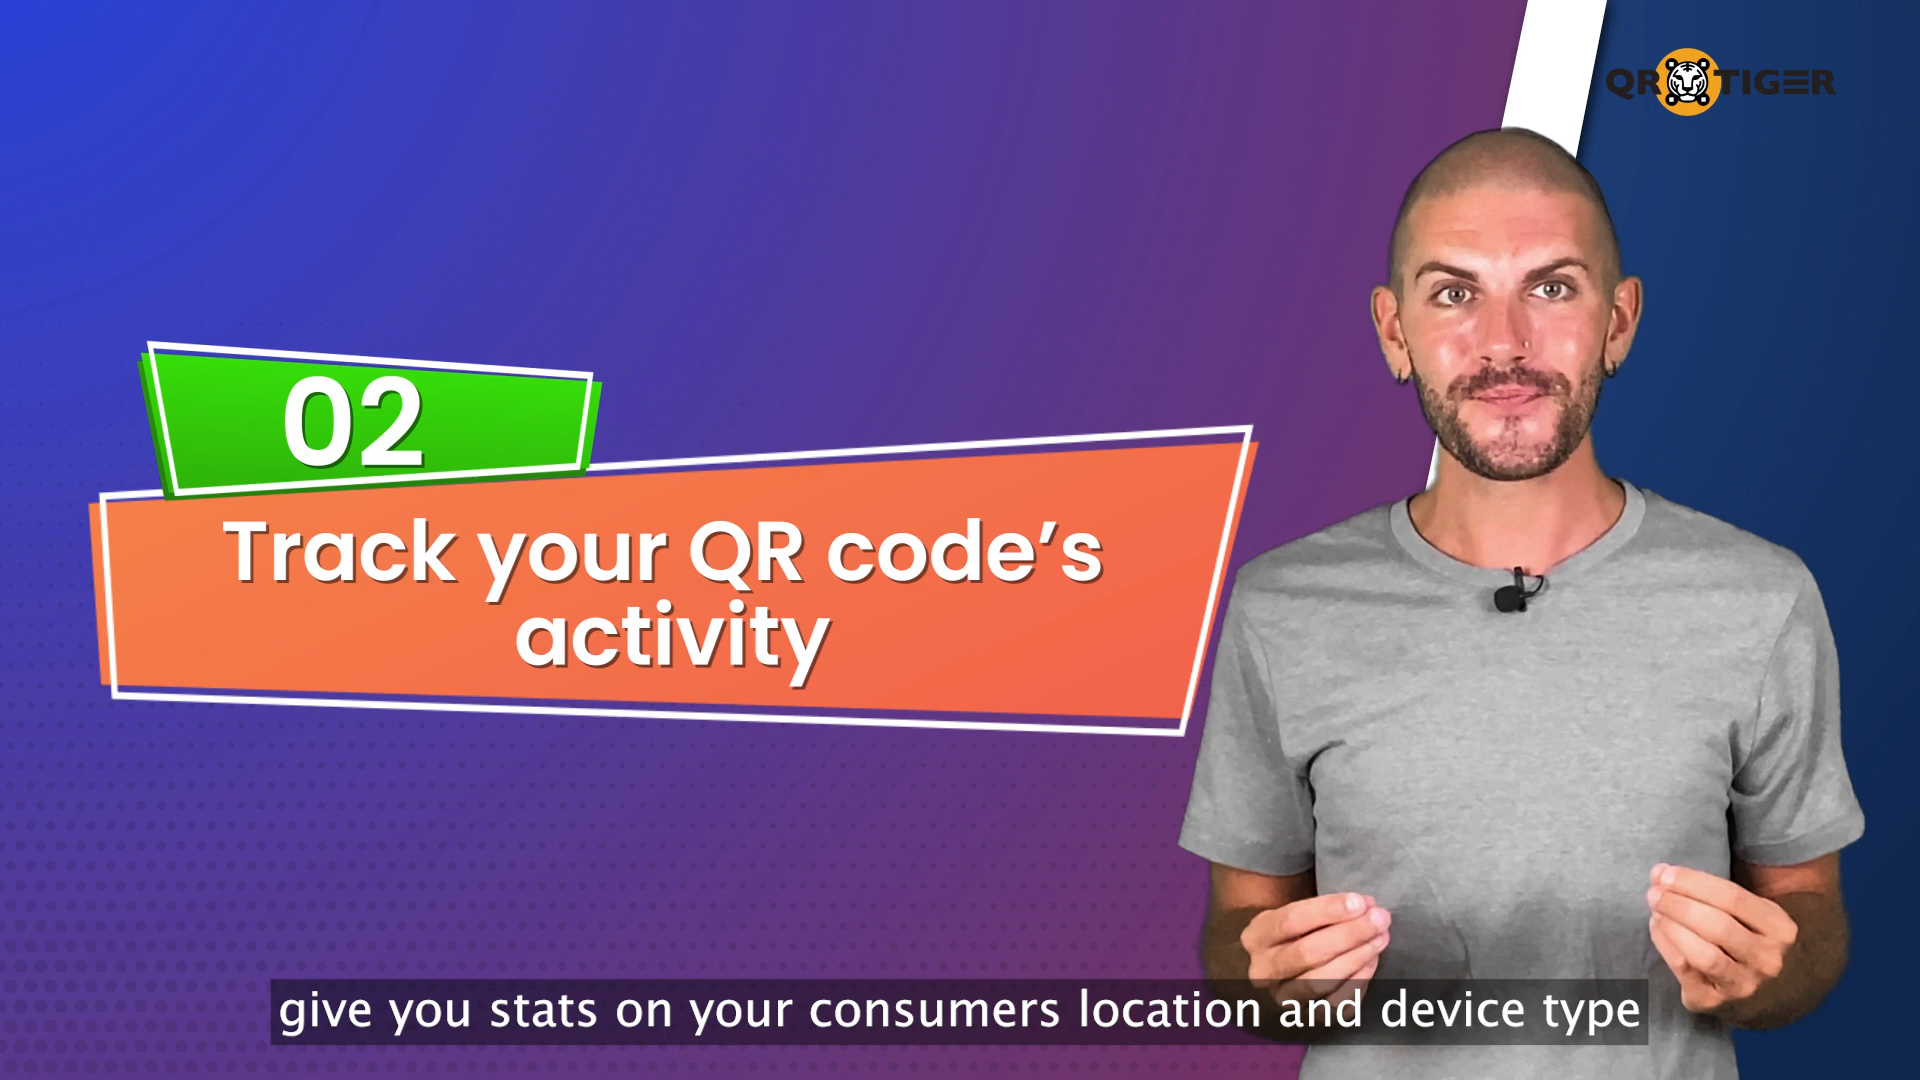 QR TIGER
02
Track your QR code’s
activity
give you stats on your consumers location and device type